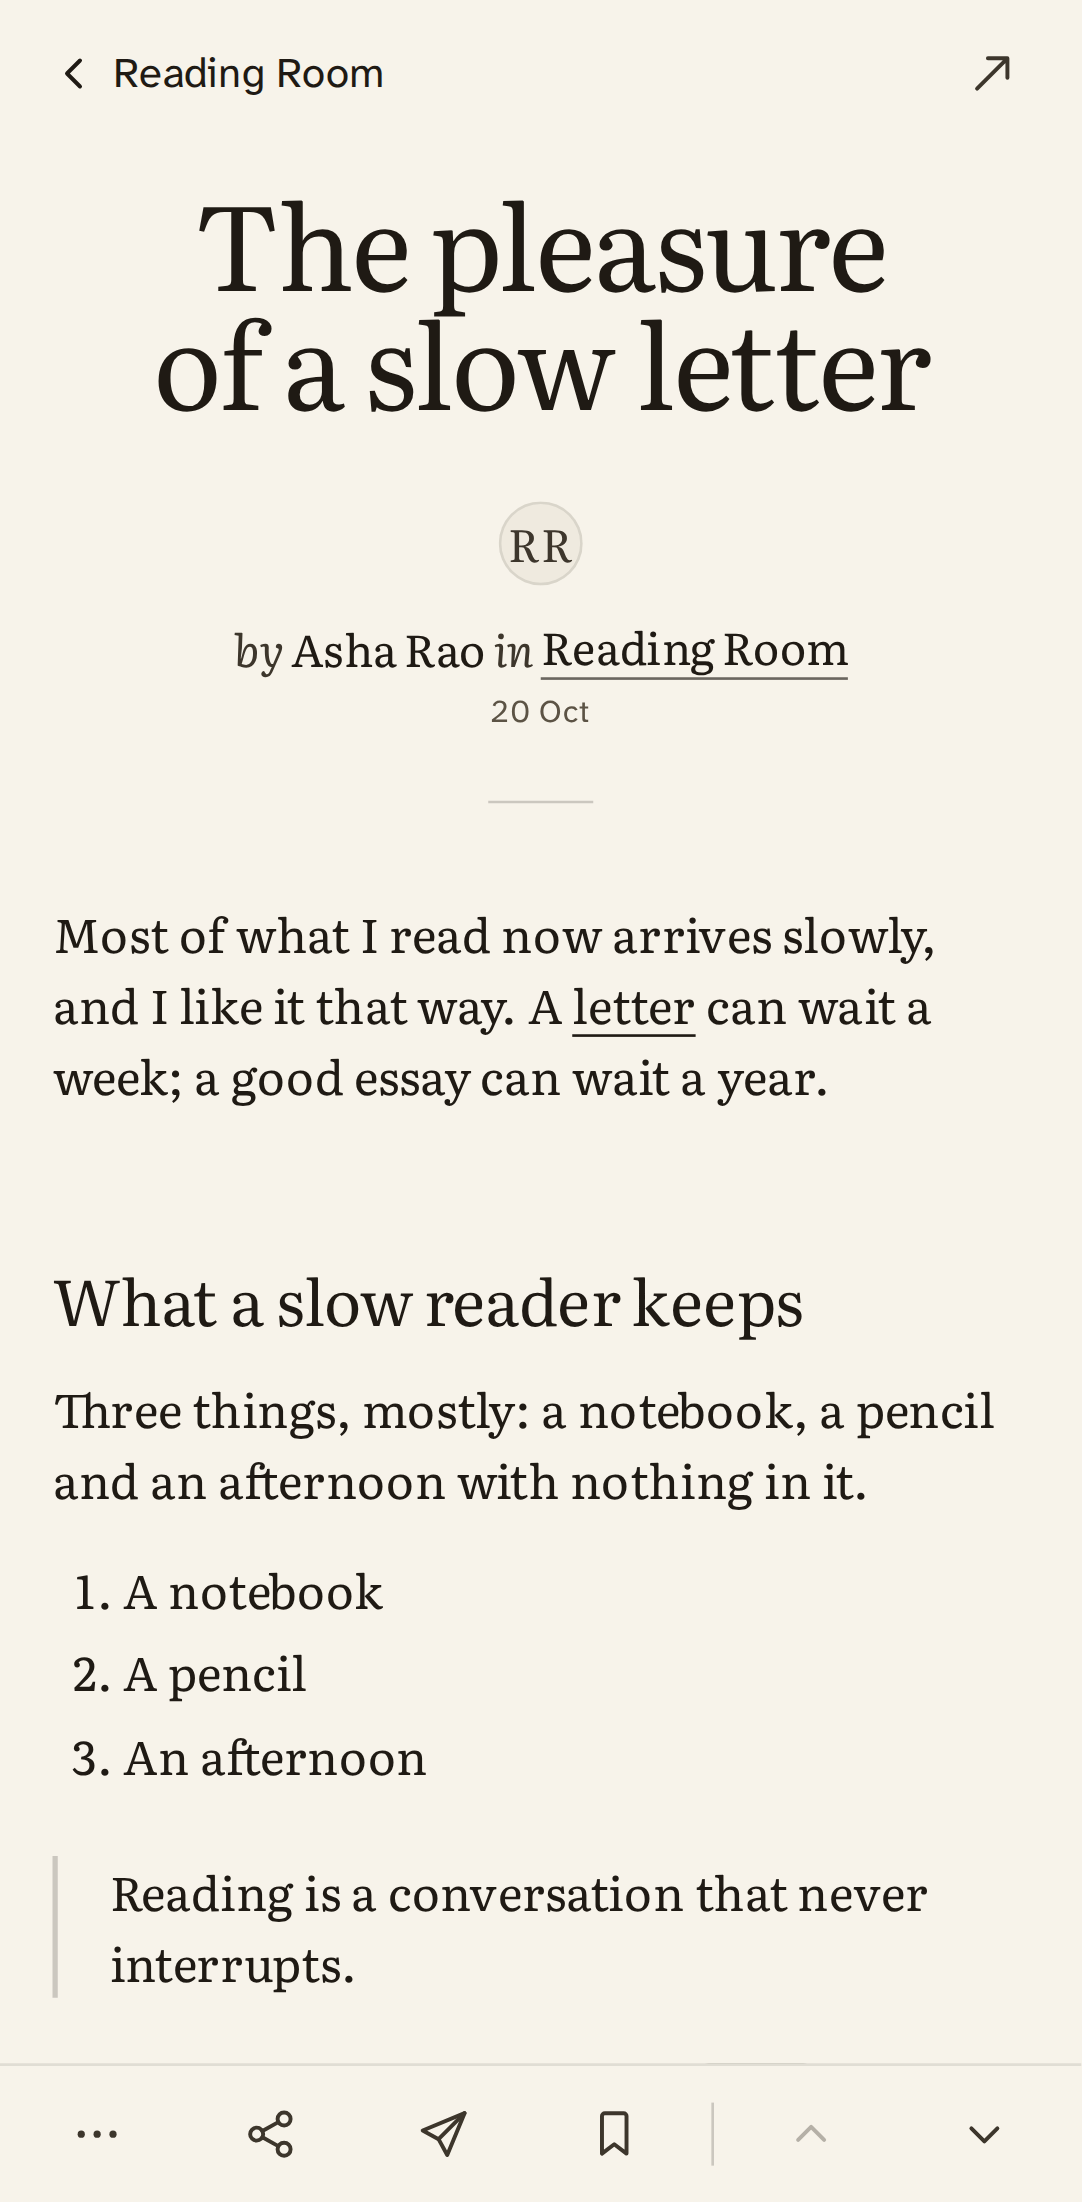 Reading Room
The pleasure
of a slow letter
RR
by Asha Rao in Reading Room
20 Oct
Most of what I read now arrives slowly,
and I like it that way. A letter can wait a
week; a good essay can wait a year.
What a slow reader keeps
Three things, mostly: a notebook, a pencil
and an afternoon with nothing in it.
1. A notebook
2. A pencil
3. An afternoon
Reading is a conversation that never
interrupts.